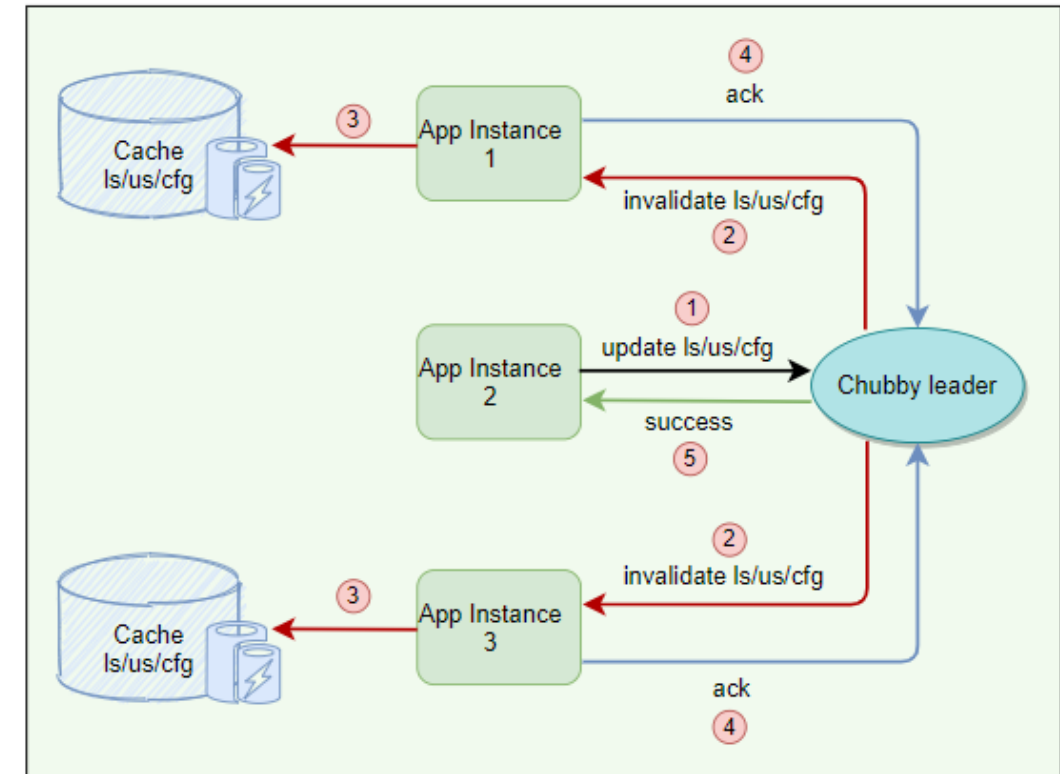 4
ack
3
App Instance
1
Cache
ls/us/cfg
invalidate ls/us/cfg
2
1
update ls/us/cfg
App Instance
2
Chubby leader
success
5
2
invalidate ls/us/cfg
3
App Instance
3
Cache
ls/us/cfg
ack
4